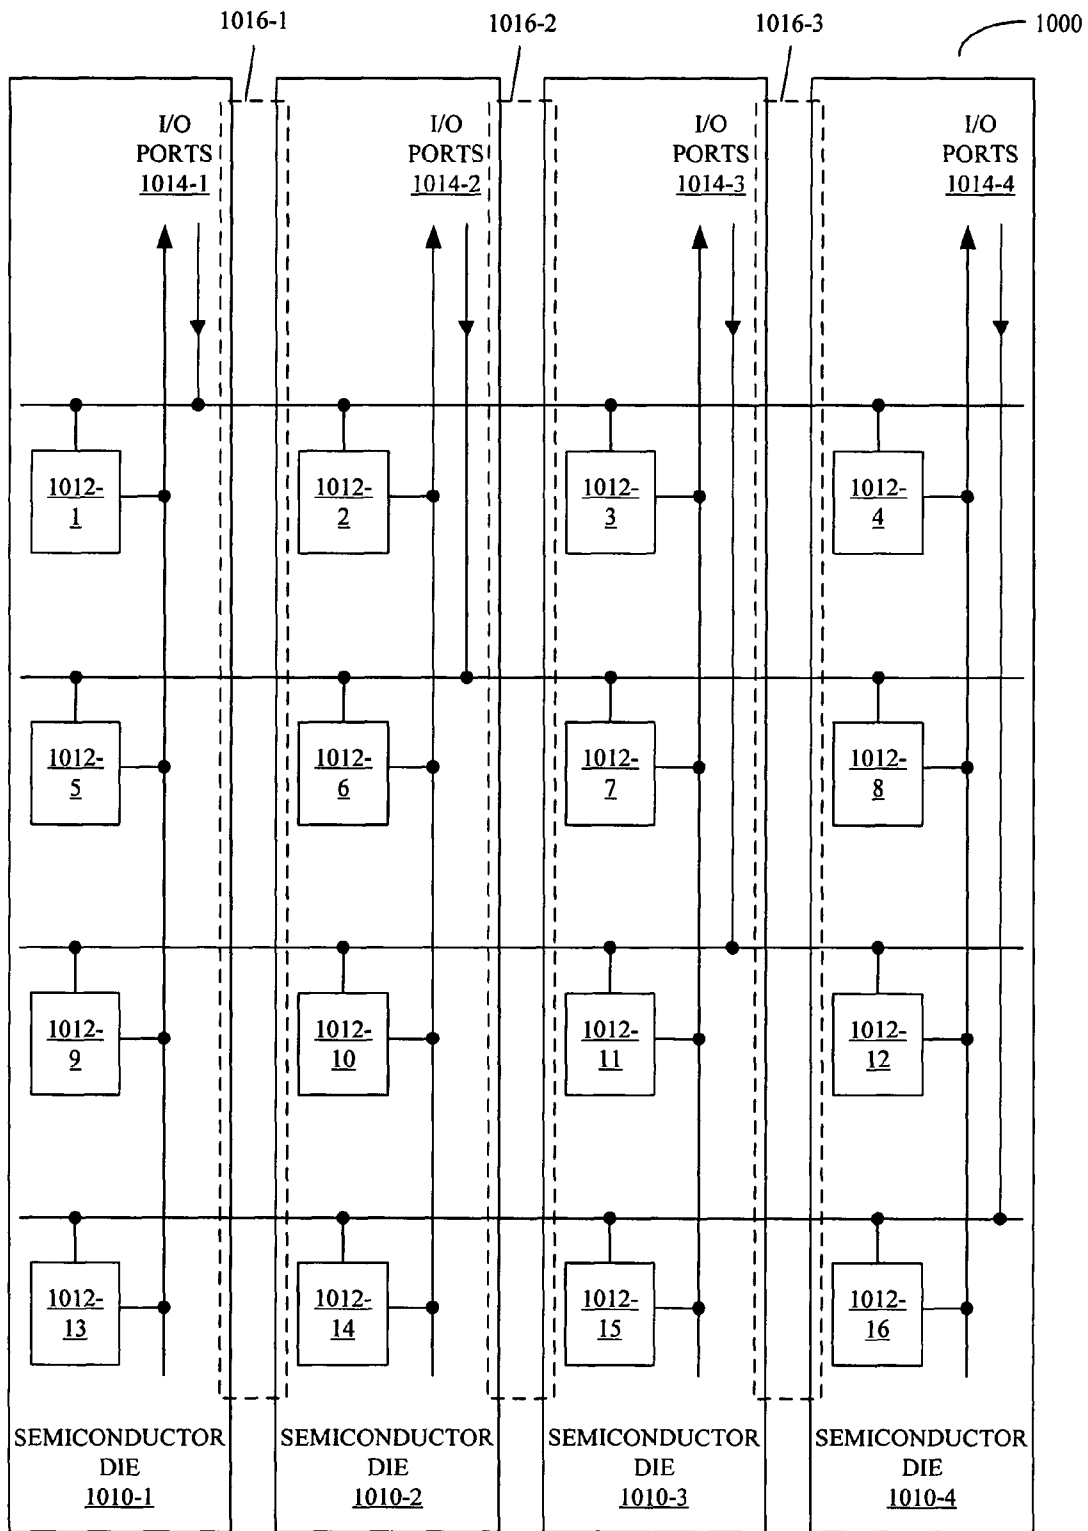 1016-1
1016-2
1016-3
1000
I/O
PORTS
1014-1
I/O
PORTS
1014-2
I/O
PORTS
1014-3
I/O
PORTS
1014-4
1012-
1
1012-
2
1012-
3
1012-
4
1012-
5
1012-
6
1012-
7
1012-
8
1012-
9
1012-
10
1012-
11
1012-
12
1012-
13
1012-
14
1012-
15
1012-
16
SEMICONDUCTOR
DIE
1010-1
SEMICONDUCTOR
DIE
1010-2
SEMICONDUCTOR
DIE
1010-3
SEMICONDUCTOR
DIE
1010-4